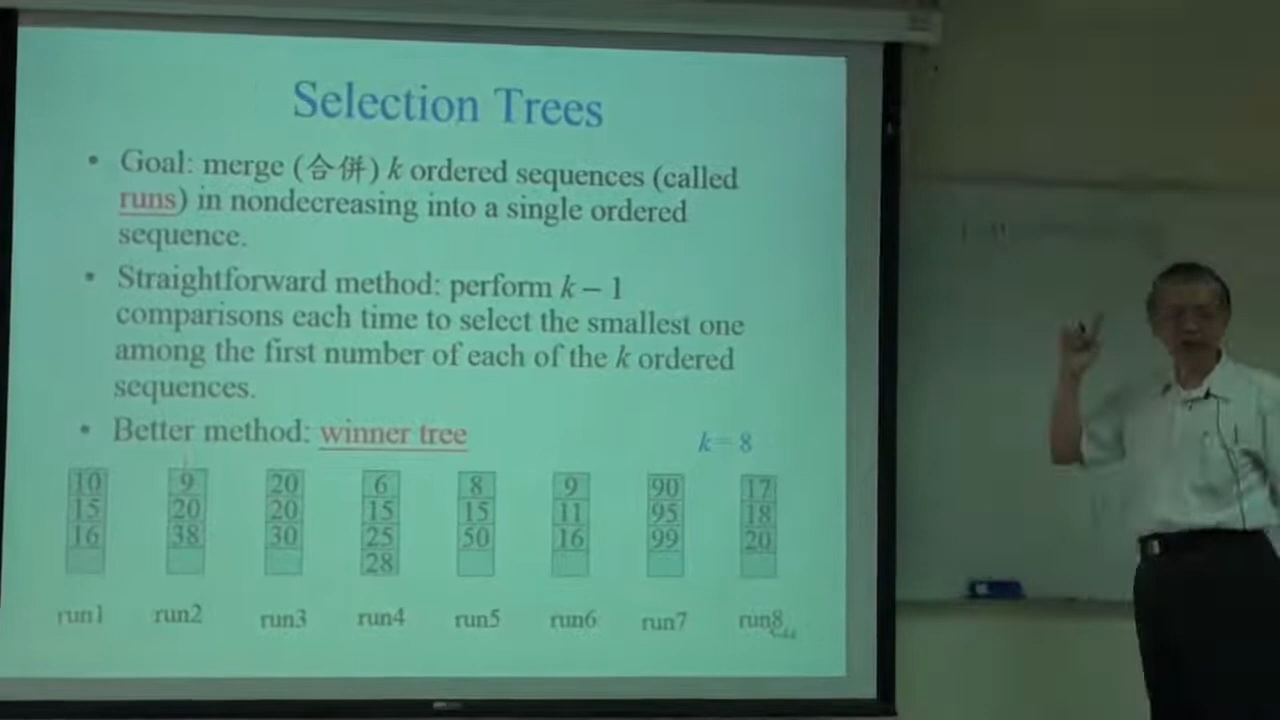 Selection Trees
• Goal: merge (合併) k ordered sequences (called
runs) in nondecreasing into a single ordered
sequence.
• Straightforward method: perform k – 1
comparisons each time to select the smallest one
among the first number of each of the k ordered
sequences.
• Better method: winner tree
k = 8
10 9 20 6 8 9 90 17
15 20 20 15 15 11 95 18
16 38 30 25 50 16 99 20
28
run1 run2 run3 run4 run5 run6 run7 run8